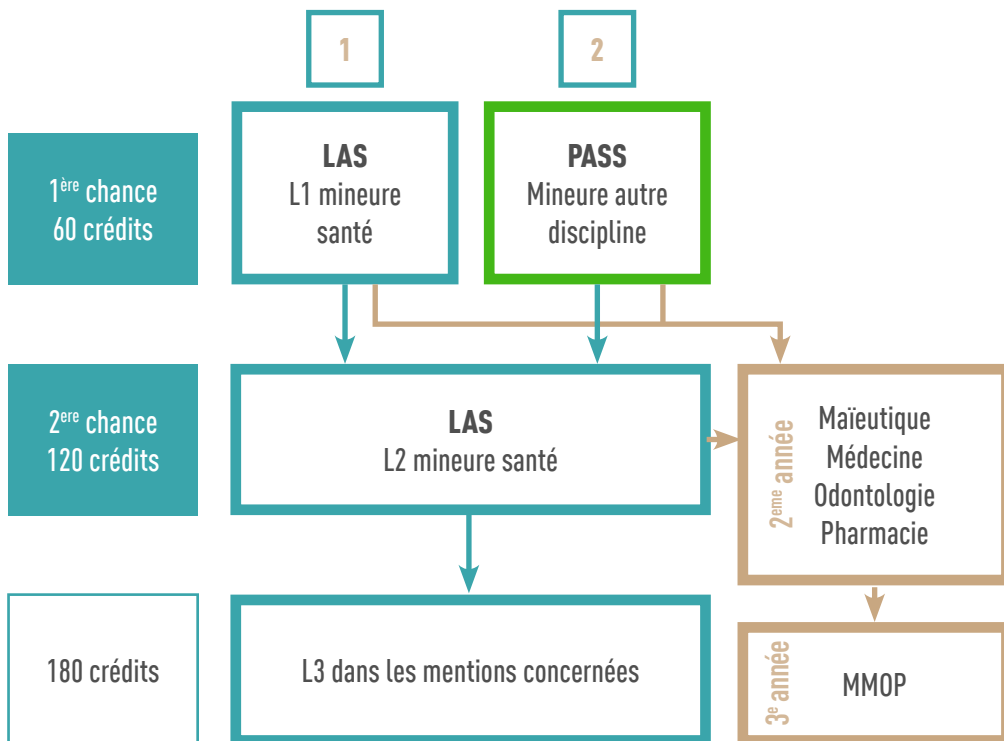 1
2
1ère chance
60 crédits
LAS
L1 mineure
santé
PASS
Mineure autre
discipline
2ere chance
120 crédits
LAS
L2 mineure santé
2eme année
Maïeutique
Médecine
Odontologie
Pharmacie
180 crédits
L3 dans les mentions concernées
3e année
MMOP